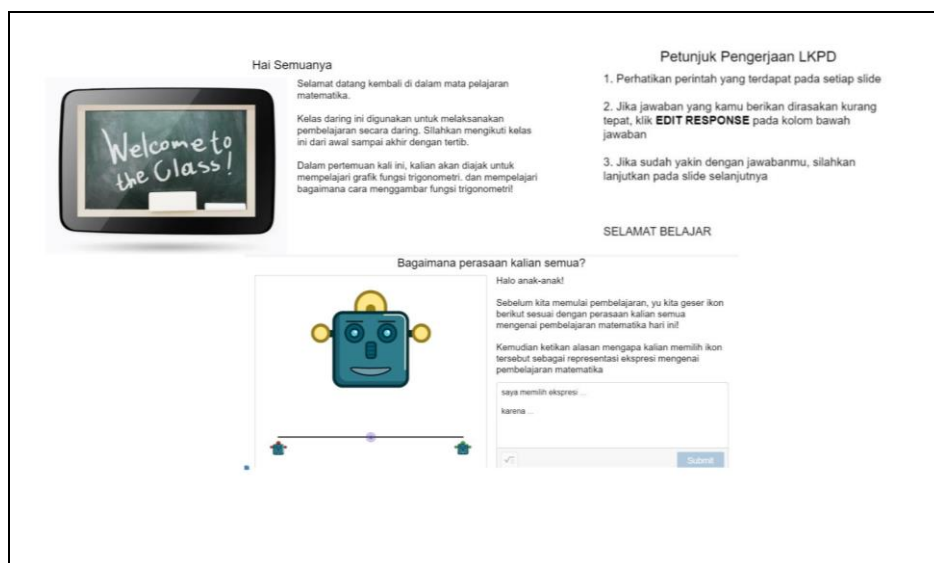 Hai Semuanya
Welcome to
the Class!
Selamat datang kembali di dalam mata pelajaran
matematika.
Kelas daring ini digunakan untuk melaksanakan
pembelajaran secara daring. SIlahkan mengikuti kelas
ini dari awal sampai akhir dengan tertib.
Dalam pertemuan kali ini, kalian akan diajak untuk
mempelajari grafik fungsi trigonometri. dan mempelajari
bagaimana cara menggambar fungsi trigonometri!
Petunjuk Pengerjaan LKPD
1. Perhatikan perintah yang terdapat pada setiap slide
2. Jika jawaban yang kamu berikan dirasakan kurang
tepat, klik EDIT RESPONSE pada kolom bawah
jawaban
3. Jika sudah yakin dengan jawabanmu, silahkan
lanjutkan pada slide selanjutnya
SELAMAT BELAJAR
Bagaimana perasaan kalian semua?
Halo anak-anak!
Sebelum kita memulai pembelajaran, yu kita geser ikon
berikut sesuai dengan perasaan kalian semua
mengenai pembelajaran matematika hari ini!
Kemudian ketikan alasan mengapa kalian memilih ikon
tersebut sebagai representasi ekspresi mengenai
pembelajaran matematika
saya memilih ekspresi ...
karena ...
Submit